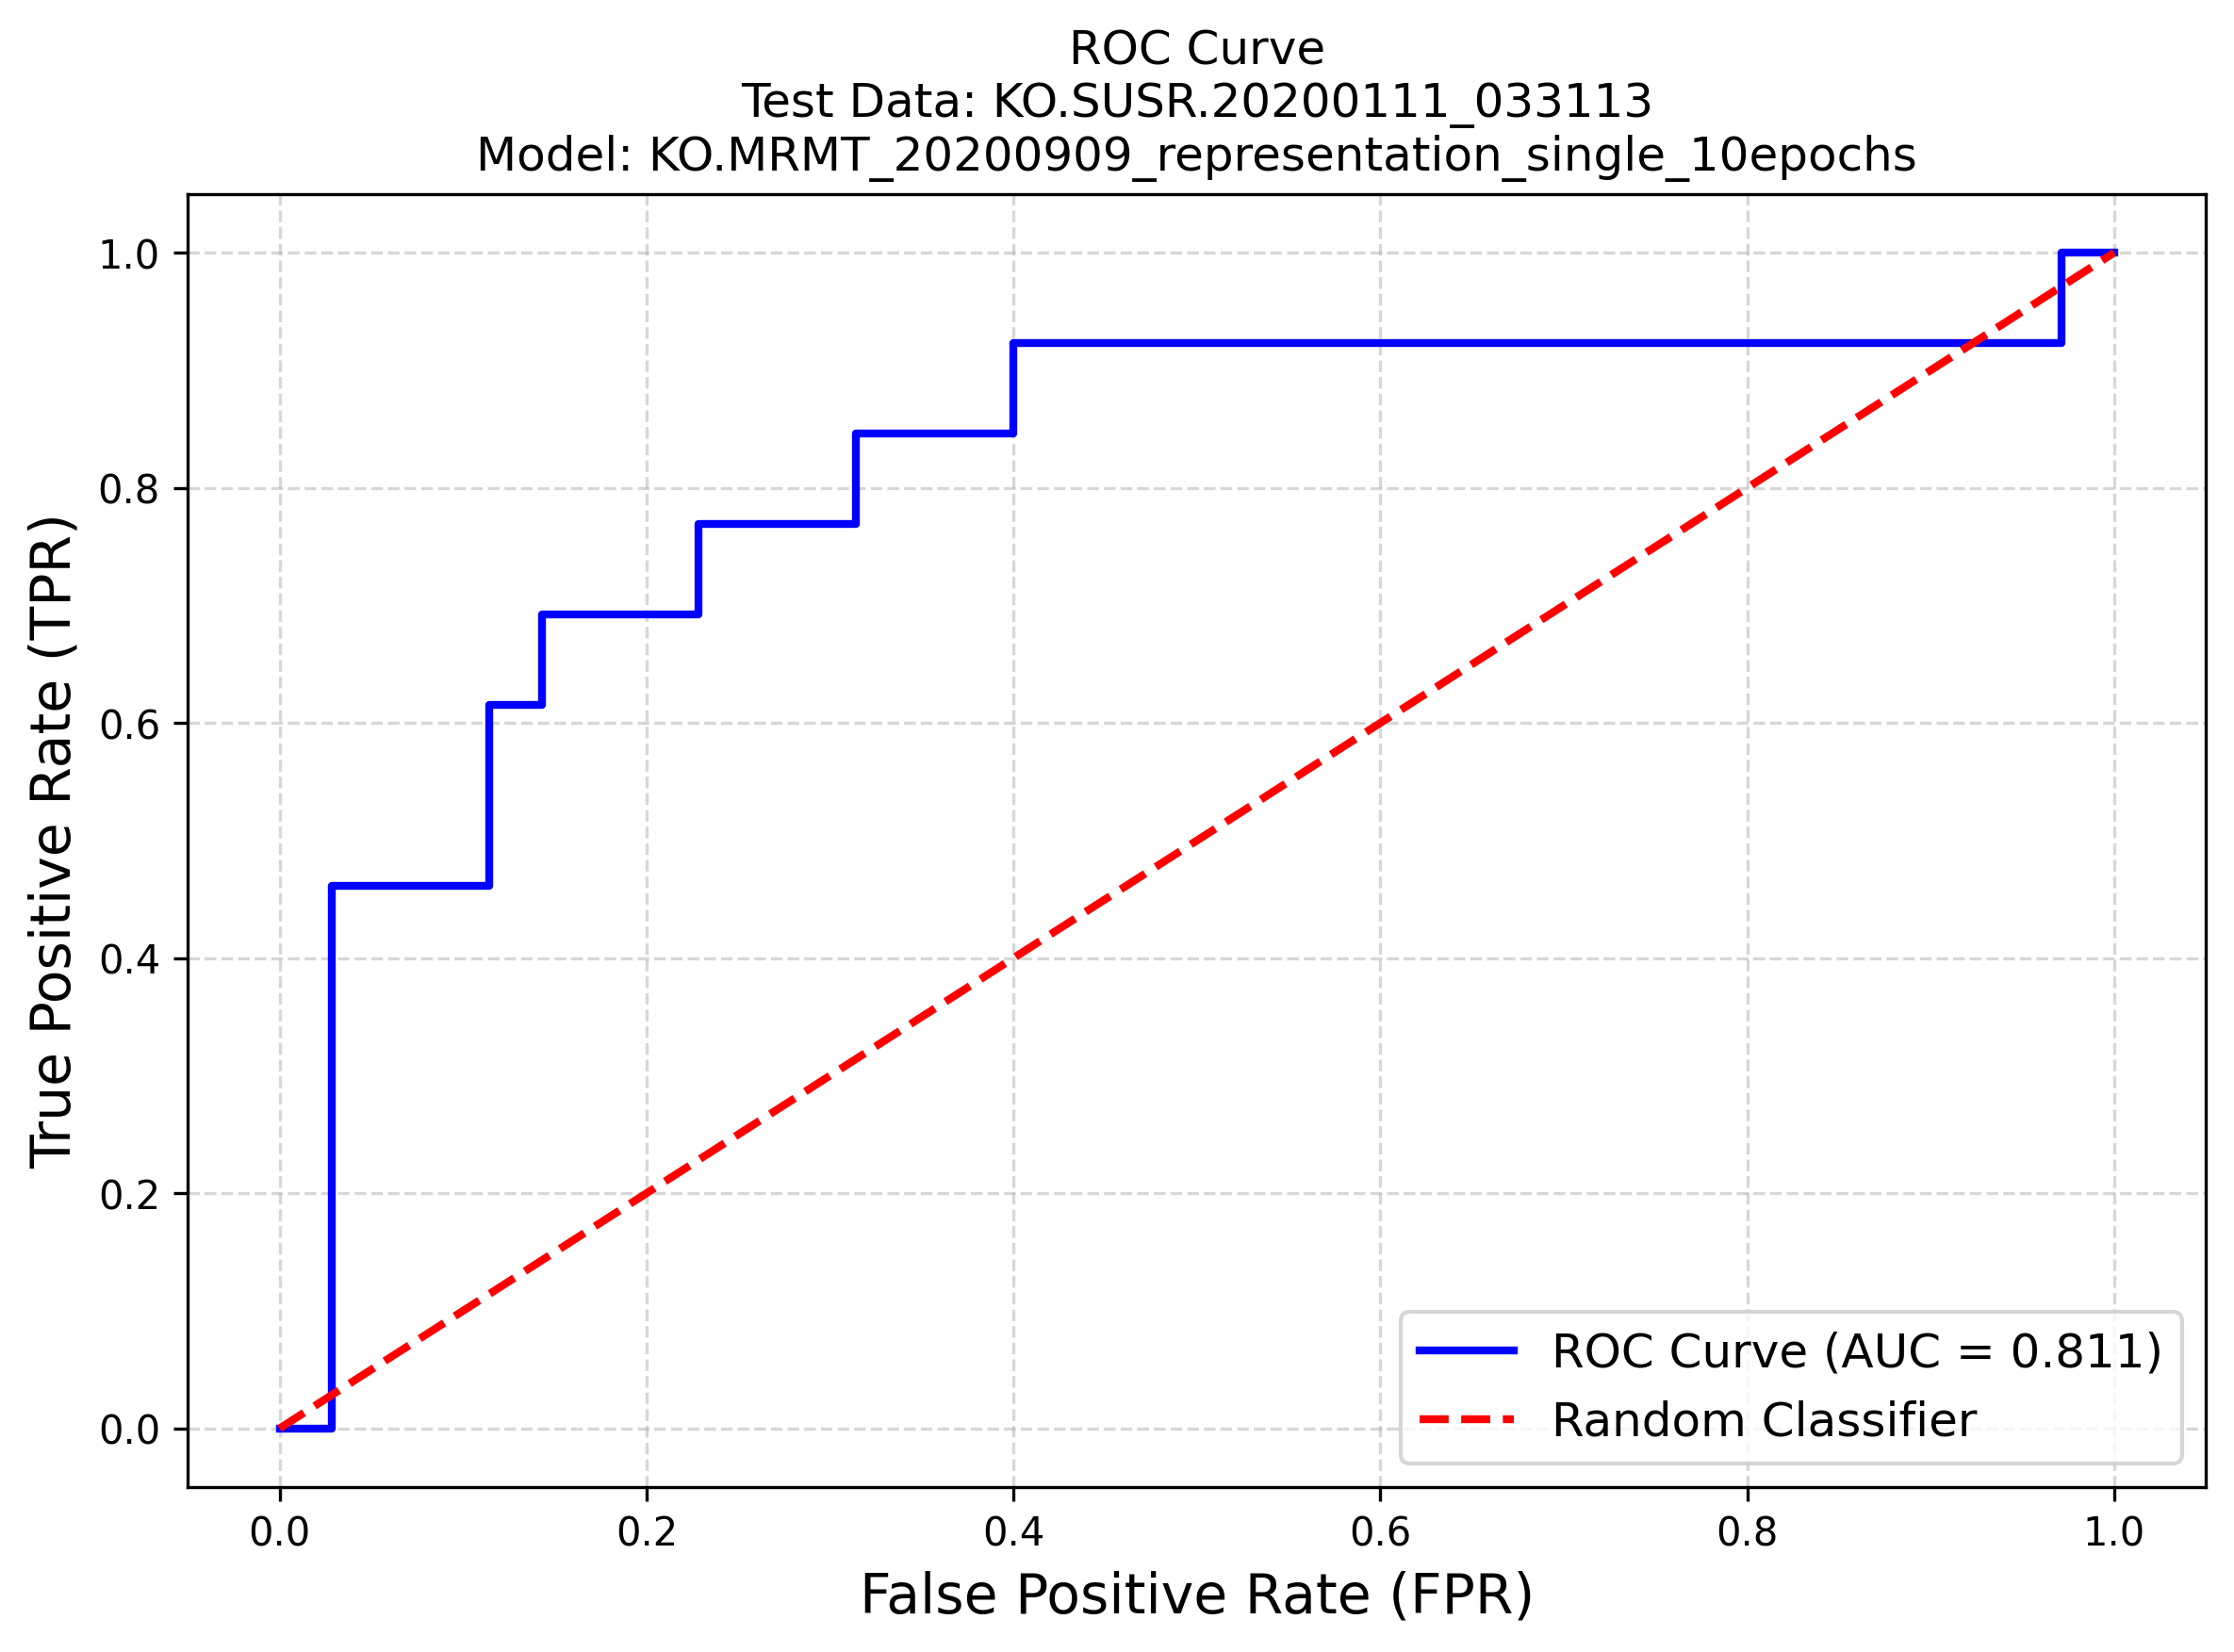 ROC Curve
Test Data: KO.SUSR.20200111_033113
Model: KO.MRMT_20200909_representation_single_10epochs
True Positive Rate (TPR)
1.0
0.8
0.6
0.4
0.2
0.0
ROC Curve (AUC = 0.811)
Random Classifier
0.0 0.2 0.4 0.6 0.8 1.0
False Positive Rate (FPR)